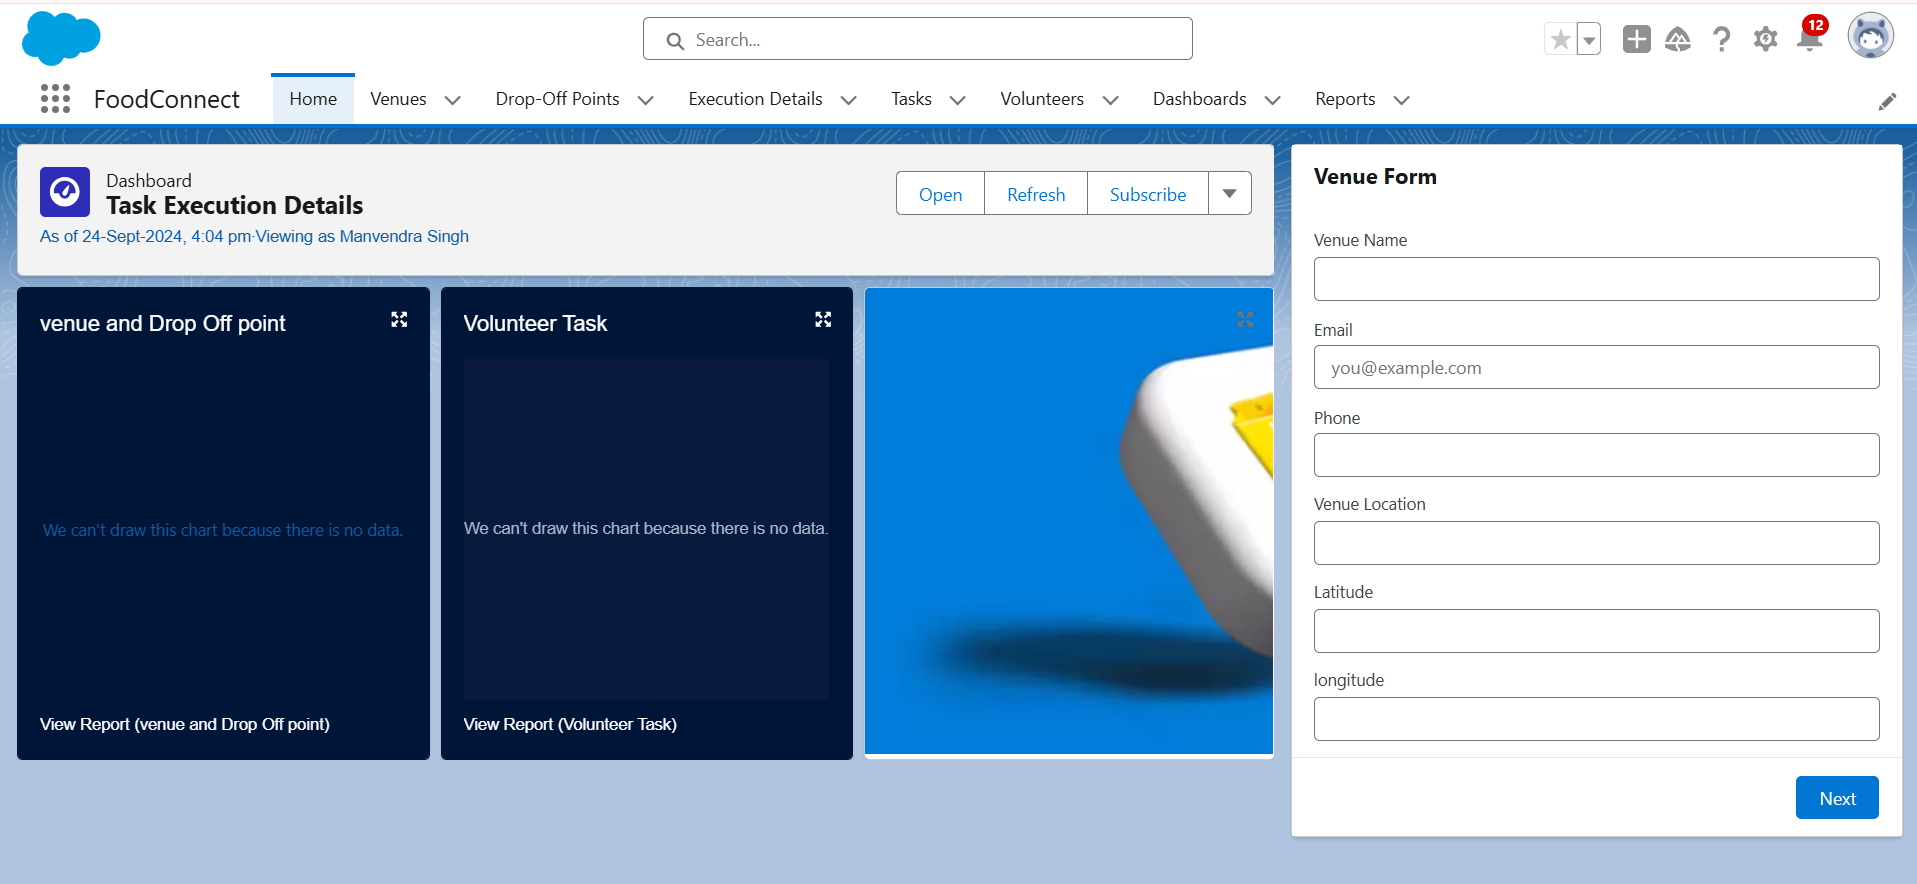 Search...
12
FoodConnect
Home
Venues
Drop-Off Points
Execution Details
Tasks
Volunteers
Dashboards
Reports
Dashboard
Task Execution Details
As of 24-Sept-2024, 4:04 pm·Viewing as Manvendra Singh
Open
Refresh
Subscribe
venue and Drop Off point
We can't draw this chart because there is no data.
View Report (venue and Drop Off point)
Volunteer Task
We can't draw this chart because there is no data.
View Report (Volunteer Task)
Venue Form
Venue Name
Email
you@example.com
Phone
Venue Location
Latitude
longitude
Next